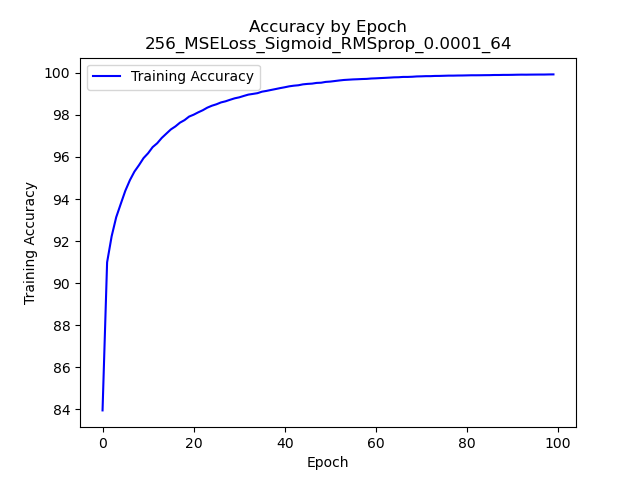 Accuracy by Epoch
256_MSELoss_Sigmoid_RMSprop_0.0001_64
Training Accuracy
100
98
96
94
92
90
88
86
84
Training Accuracy
0 20 40 60 80 100
Epoch